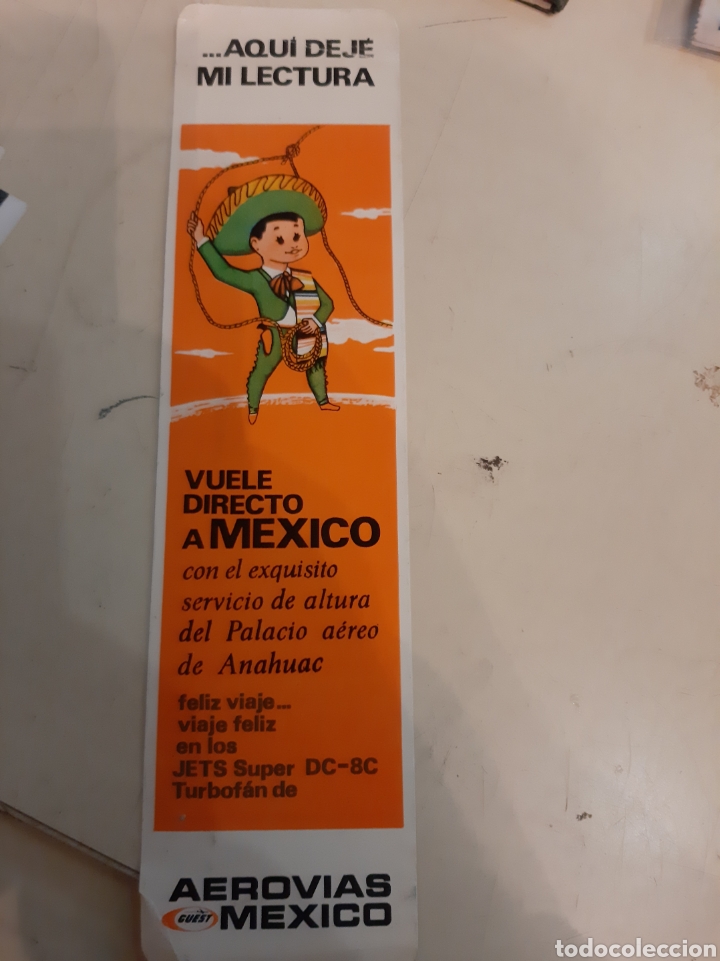 ...AQUÍ DEJÉ
MI LECTURA
VUELE
DIRECTO
A MEXICO
con el exquisito
servicio de altura
del Palacio aéreo
de Anahuac
feliz viaje...
viaje feliz
en los
JETS Super DC-8C
Turbofán de
AEROVIAS
GUEST MEXICO
todocoleccion